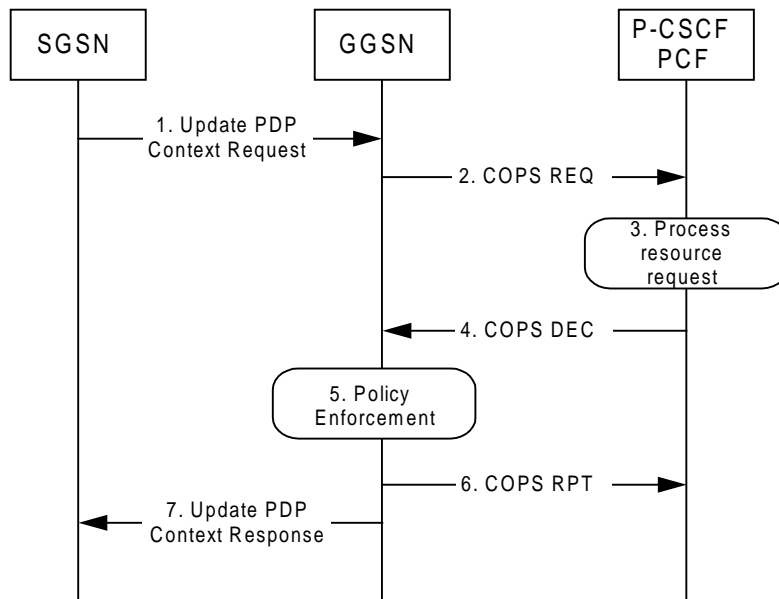 SGSN
GGSN
P-CSCF
PCF
1. Update PDP
Context Request
2. COPS REQ
3. Process
resource
request
4. COPS DEC
5. Policy
Enforcement
6. COPS RPT
7. Update PDP
Context Response